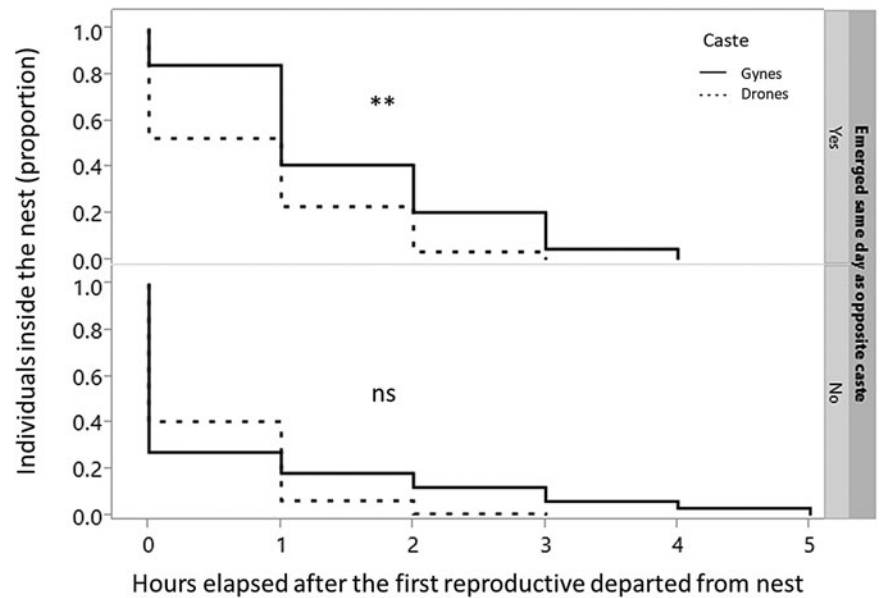 Individuals inside the nest (proportion)
1.0
0.8
0.6
0.4
0.2
0.0
**
Caste
Gynes
Drones
Yes
Emerged same day as opposite caste
1.0
0.8
0.6
0.4
0.2
0.0
ns
No
0
1
2
3
4
5
Hours elapsed after the first reproductive departed from nest